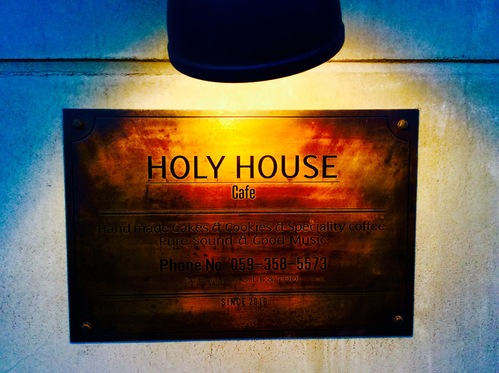 HOLY HOUSE
Cafe
Hand made Cakes & Cookies & Speciality coffee
Pure Sound & Good Music
Phone No. 059-358-5573
SINCE 2010